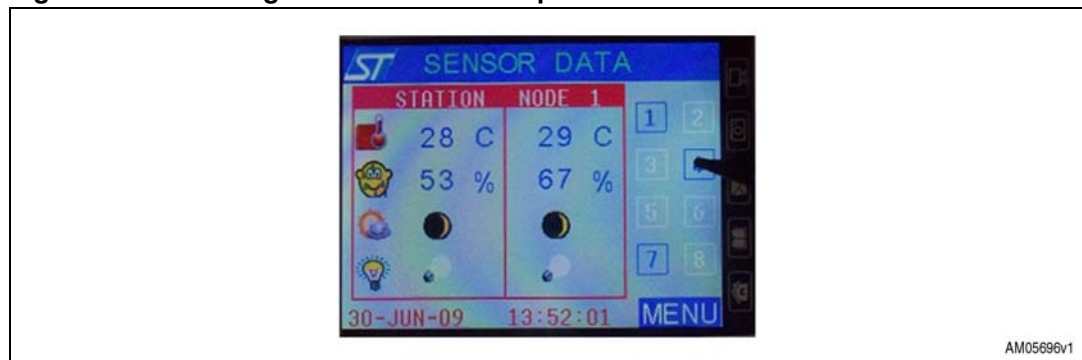 ST SENSOR DATA
STATION NODE 1
28 C 29 C
53 % 67 %
1 2
3
5 6
7 8
30-JUN-09 13:52:01 MENU
AM05696v1